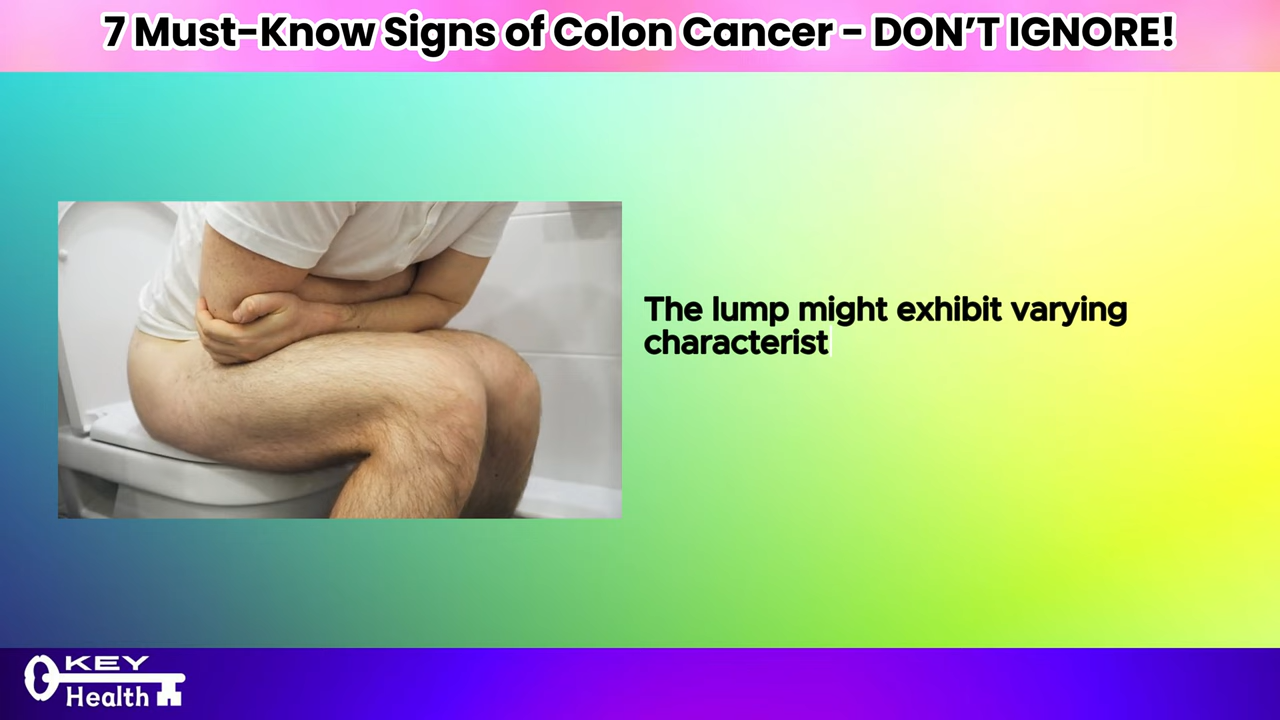 7 Must-Know Signs of Colon Cancer - DON'T IGNORE!
The lump might exhibit varying
characterist
KEY
Health